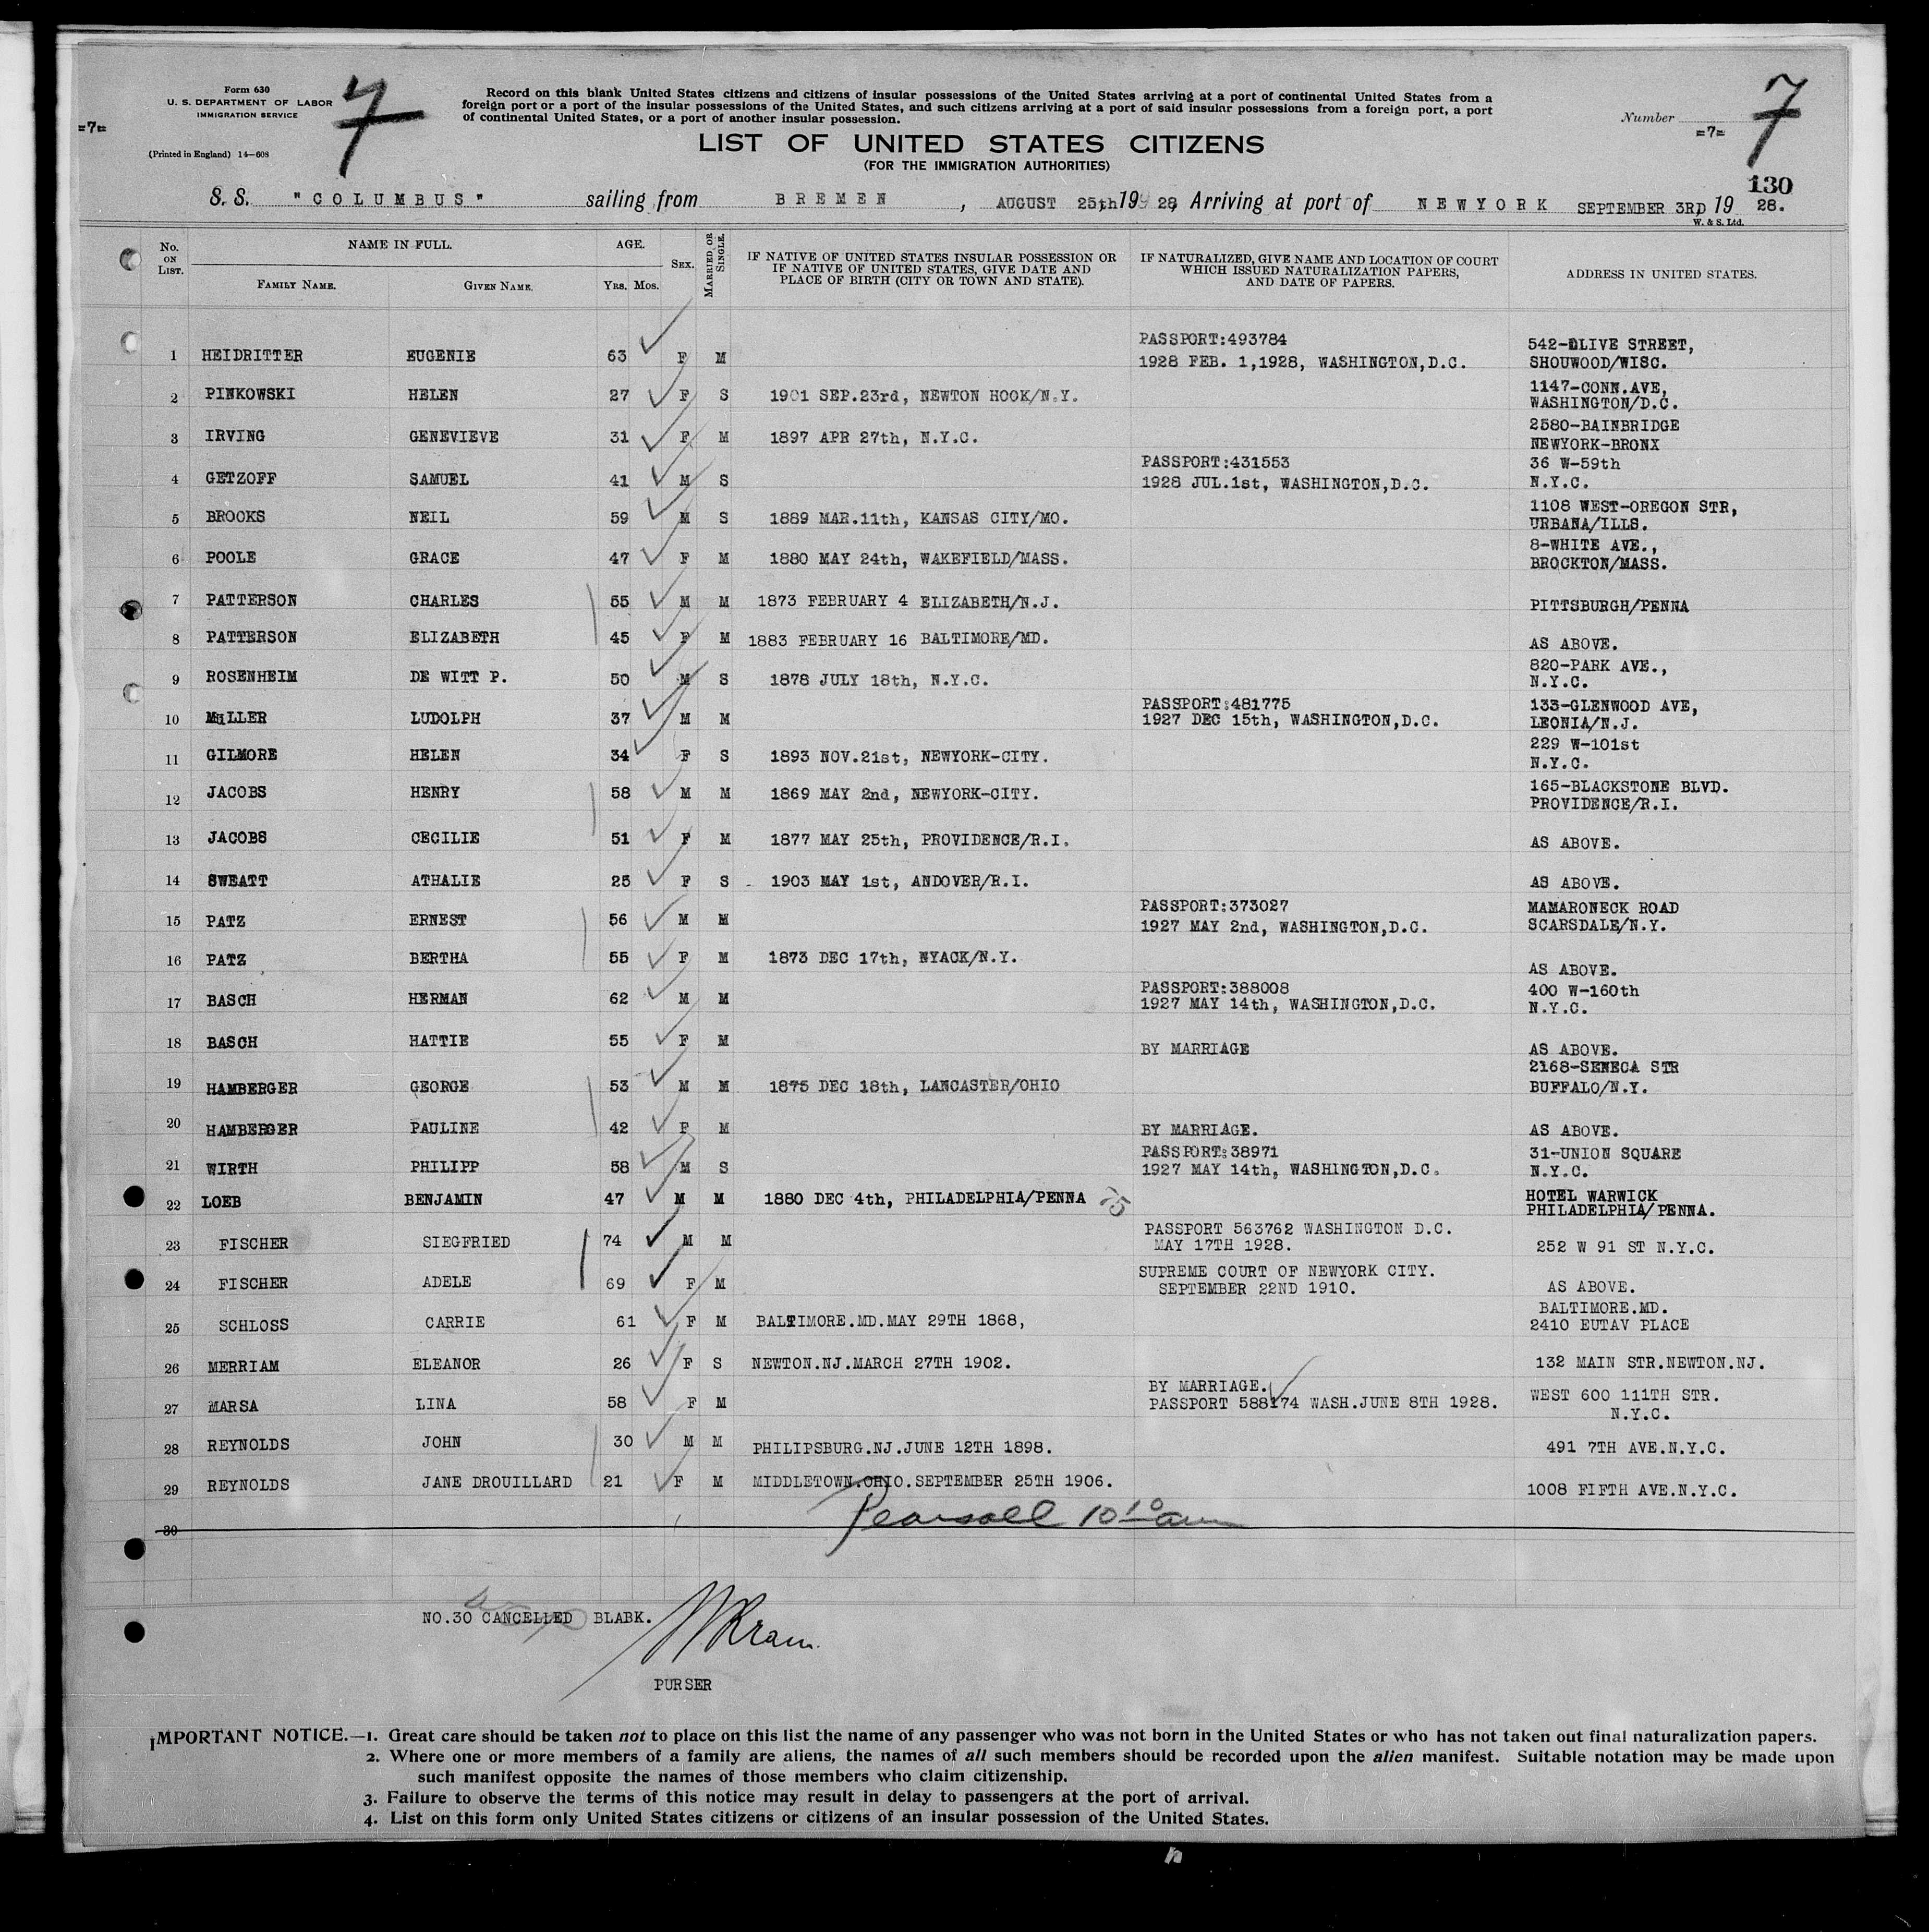 Form 630
U. S. DEPARTMENT OF LABOR
IMMIGRATION SERVICE
=7=
(Printed in England) 14—608
7
Record on this blank United States citizens and citizens of insular possessions of the United States arriving at a port of continental United States from a
foreign port or a port of the insular possessions of the United States, and such citizens arriving at a port of said insular possessions from a foreign port, a port
of continental United States, or a port of another insular possession.
LIST OF UNITED STATES CITIZENS
(FOR THE IMMIGRATION AUTHORITIES)
Number
=7=
7
130
S. S. "COLUMBUS" sailing from BREMEN, AUGUST 25th 19 28, Arriving at port of NEWYORK SEPTEMBER 3RD, 19 28.
W. & S. Ltd.
No. ON LIST. NAME IN FULL. FAMILY NAME. GIVEN NAME. AGE. YRS. MOS. SEX. MARRIED OR SINGLE. IF NATIVE OF UNITED STATES INSULAR POSSESSION OR IF NATIVE OF UNITED STATES, GIVE DATE AND PLACE OF BIRTH (CITY OR TOWN AND STATE). IF NATURALIZED, GIVE NAME AND LOCATION OF COURT WHICH ISSUED NATURALIZATION PAPERS, AND DATE OF PAPERS. ADDRESS IN UNITED STATES.
1 HEIDRITTER EUGENIE 63 F M PASSPORT:493784 1928 FEB. 1,1928, WASHINGTON,D.C. 542-OLIVE STREET, SHOUWOOD/WISC.
2 PINKOWSKI HELEN 27 F S 1901 SEP.23rd, NEWTON HOOK/N.Y. 1147-CONN.AVE, WASHINGTON/D.C.
3 IRVING GENEVIEVE 31 F M 1897 APR 27th, N.Y.C. 2580-BAINBRIDGE NEWYORK-BRONX
4 GETZOFF SAMUEL 41 M S PASSPORT:431553 1928 JUL.1st, WASHINGTON,D.C. 36 W-59th N.Y.C.
5 BROOKS NEIL 59 M S 1889 MAR.11th, KANSAS CITY/MO. 1108 WEST-OREGON STR, URBANA/ILLS.
6 POOLE GRACE 47 F M 1880 MAY 24th, WAKEFIELD/MASS. 8-WHITE AVE., BROCKTON/MASS.
7 PATTERSON CHARLES 55 M M 1873 FEBRUARY 4 ELIZABETH/N.J. PITTSBURGH/PENNA
8 PATTERSON ELIZABETH 45 F M 1883 FEBRUARY 16 BALTIMORE/MD. AS ABOVE.
9 ROSENHEIM DE WITT P. 50 M S 1878 JULY 18th, N.Y.C. 820-PARK AVE., N.Y.C.
10 MüLLER LUDOLPH 37 M M PASSPORT:481775 1927 DEC 15th, WASHINGTON,D.C. 133-GLENWOOD AVE, LEONIA/N.J.
11 GILMORE HELEN 34 F S 1893 NOV.21st, NEWYORK-CITY. 229 W-101st N.Y.C.
12 JACOBS HENRY 58 M M 1869 MAY 2nd, NEWYORK-CITY. 165-BLACKSTONE BLVD. PROVIDENCE/R.I.
13 JACOBS CECILIE 51 F M 1877 MAY 25th, PROVIDENCE/R.I. AS ABOVE.
14 SWEATT ATHALIE 25 F S 1903 MAY 1st, ANDOVER/R.I. AS ABOVE.
15 PATZ ERNEST 56 M M PASSPORT:373027 1927 MAY 2nd, WASHINGTON,D.C. MAMARONECK ROAD SCARSDALE/N.Y.
16 PATZ BERTHA 55 F M 1873 DEC 17th, NYACK/N.Y. AS ABOVE.
17 BASCH HERMAN 62 M M PASSPORT:388008 1927 MAY 14th, WASHINGTON,D.C. 400 W-160th N.Y.C.
18 BASCH HATTIE 55 F M BY MARRIAGE AS ABOVE.
19 HAMBERGER GEORGE 53 M M 1875 DEC 18th, LANCASTER/OHIO 2168-SENECA STR BUFFALO/N.Y.
20 HAMBERGER PAULINE 42 F M BY MARRIAGE. AS ABOVE.
21 WIRTH PHILIPP 58 M S PASSPORT:38971 1927 MAY 14th, WASHINGTON,D.C. 31-UNION SQUARE N.Y.C.
22 LOEB BENJAMIN 47 M M 1880 DEC 4th, PHILADELPHIA/PENNA 75 HOTEL WARWICK PHILADELPHIA/PENNA.
23 FISCHER SIEGFRIED 74 M M PASSPORT 563762 WASHINGTON D.C. MAY 17TH 1928. 252 W 91 ST N.Y.C.
24 FISCHER ADELE 69 F M SUPREME COURT OF NEWYORK CITY. SEPTEMBER 22ND 1910. AS ABOVE.
25 SCHLOSS CARRIE 61 F M BALTIMORE.MD.MAY 29TH 1868, BALTIMORE.MD. 2410 EUTAV PLACE
26 MERRIAM ELEANOR 26 F S NEWTON.NJ.MARCH 27TH 1902. 132 MAIN STR.NEWTON.NJ.
27 MARSA LINA 58 F M BY MARRIAGE. PASSPORT 588174 WASH.JUNE 8TH 1928. WEST 600 111TH STR. N.Y.C.
28 REYNOLDS JOHN 30 M M PHILIPSBURG.NJ.JUNE 12TH 1898. 491 7TH AVE.N.Y.C.
29 REYNOLDS JANE DROUILLARD 21 F M MIDDLETOWN.OHIO.SEPTEMBER 25TH 1906. 1008 FIFTH AVE.N.Y.C.
Pearsall 10 10 am
30
NO.30 CANCELLED BLABK.
PURSER
IMPORTANT NOTICE.—1. Great care should be taken not to place on this list the name of any passenger who was not born in the United States or who has not taken out final naturalization papers.
2. Where one or more members of a family are aliens, the names of all such members should be recorded upon the alien manifest. Suitable notation may be made upon
such manifest opposite the names of those members who claim citizenship.
3. Failure to observe the terms of this notice may result in delay to passengers at the port of arrival.
4. List on this form only United States citizens or citizens of an insular possession of the United States.